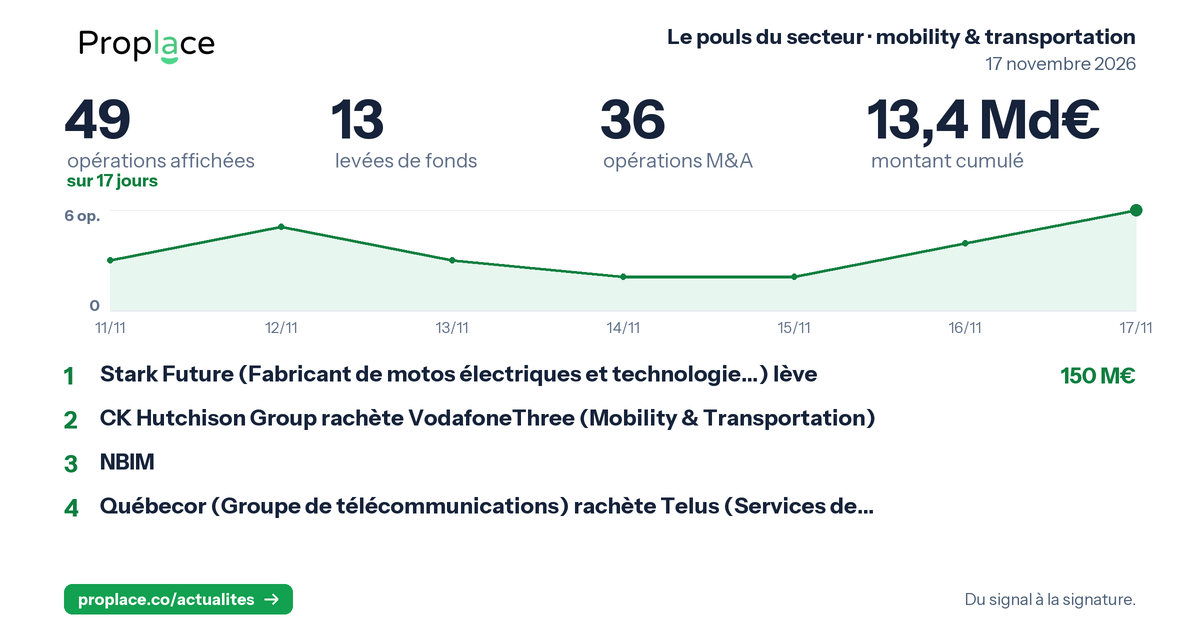 Proplace
Le pouls du secteur · mobility & transportation
17 novembre 2026
49
opérations affichées
sur 17 jours
13
levées de fonds
36
opérations M&A
13,4 Md€
montant cumulé
6 op.
0
11/11
12/11
13/11
14/11
15/11
16/11
17/11
1 Stark Future (Fabricant de motos électriques et technologie...) lève 150 M€
2 CK Hutchison Group rachète VodafoneThree (Mobility & Transportation)
3 NBIM
4 Québecor (Groupe de télécommunications) rachète Telus (Services de...
proplace.co/actualites →
Du signal à la signature.